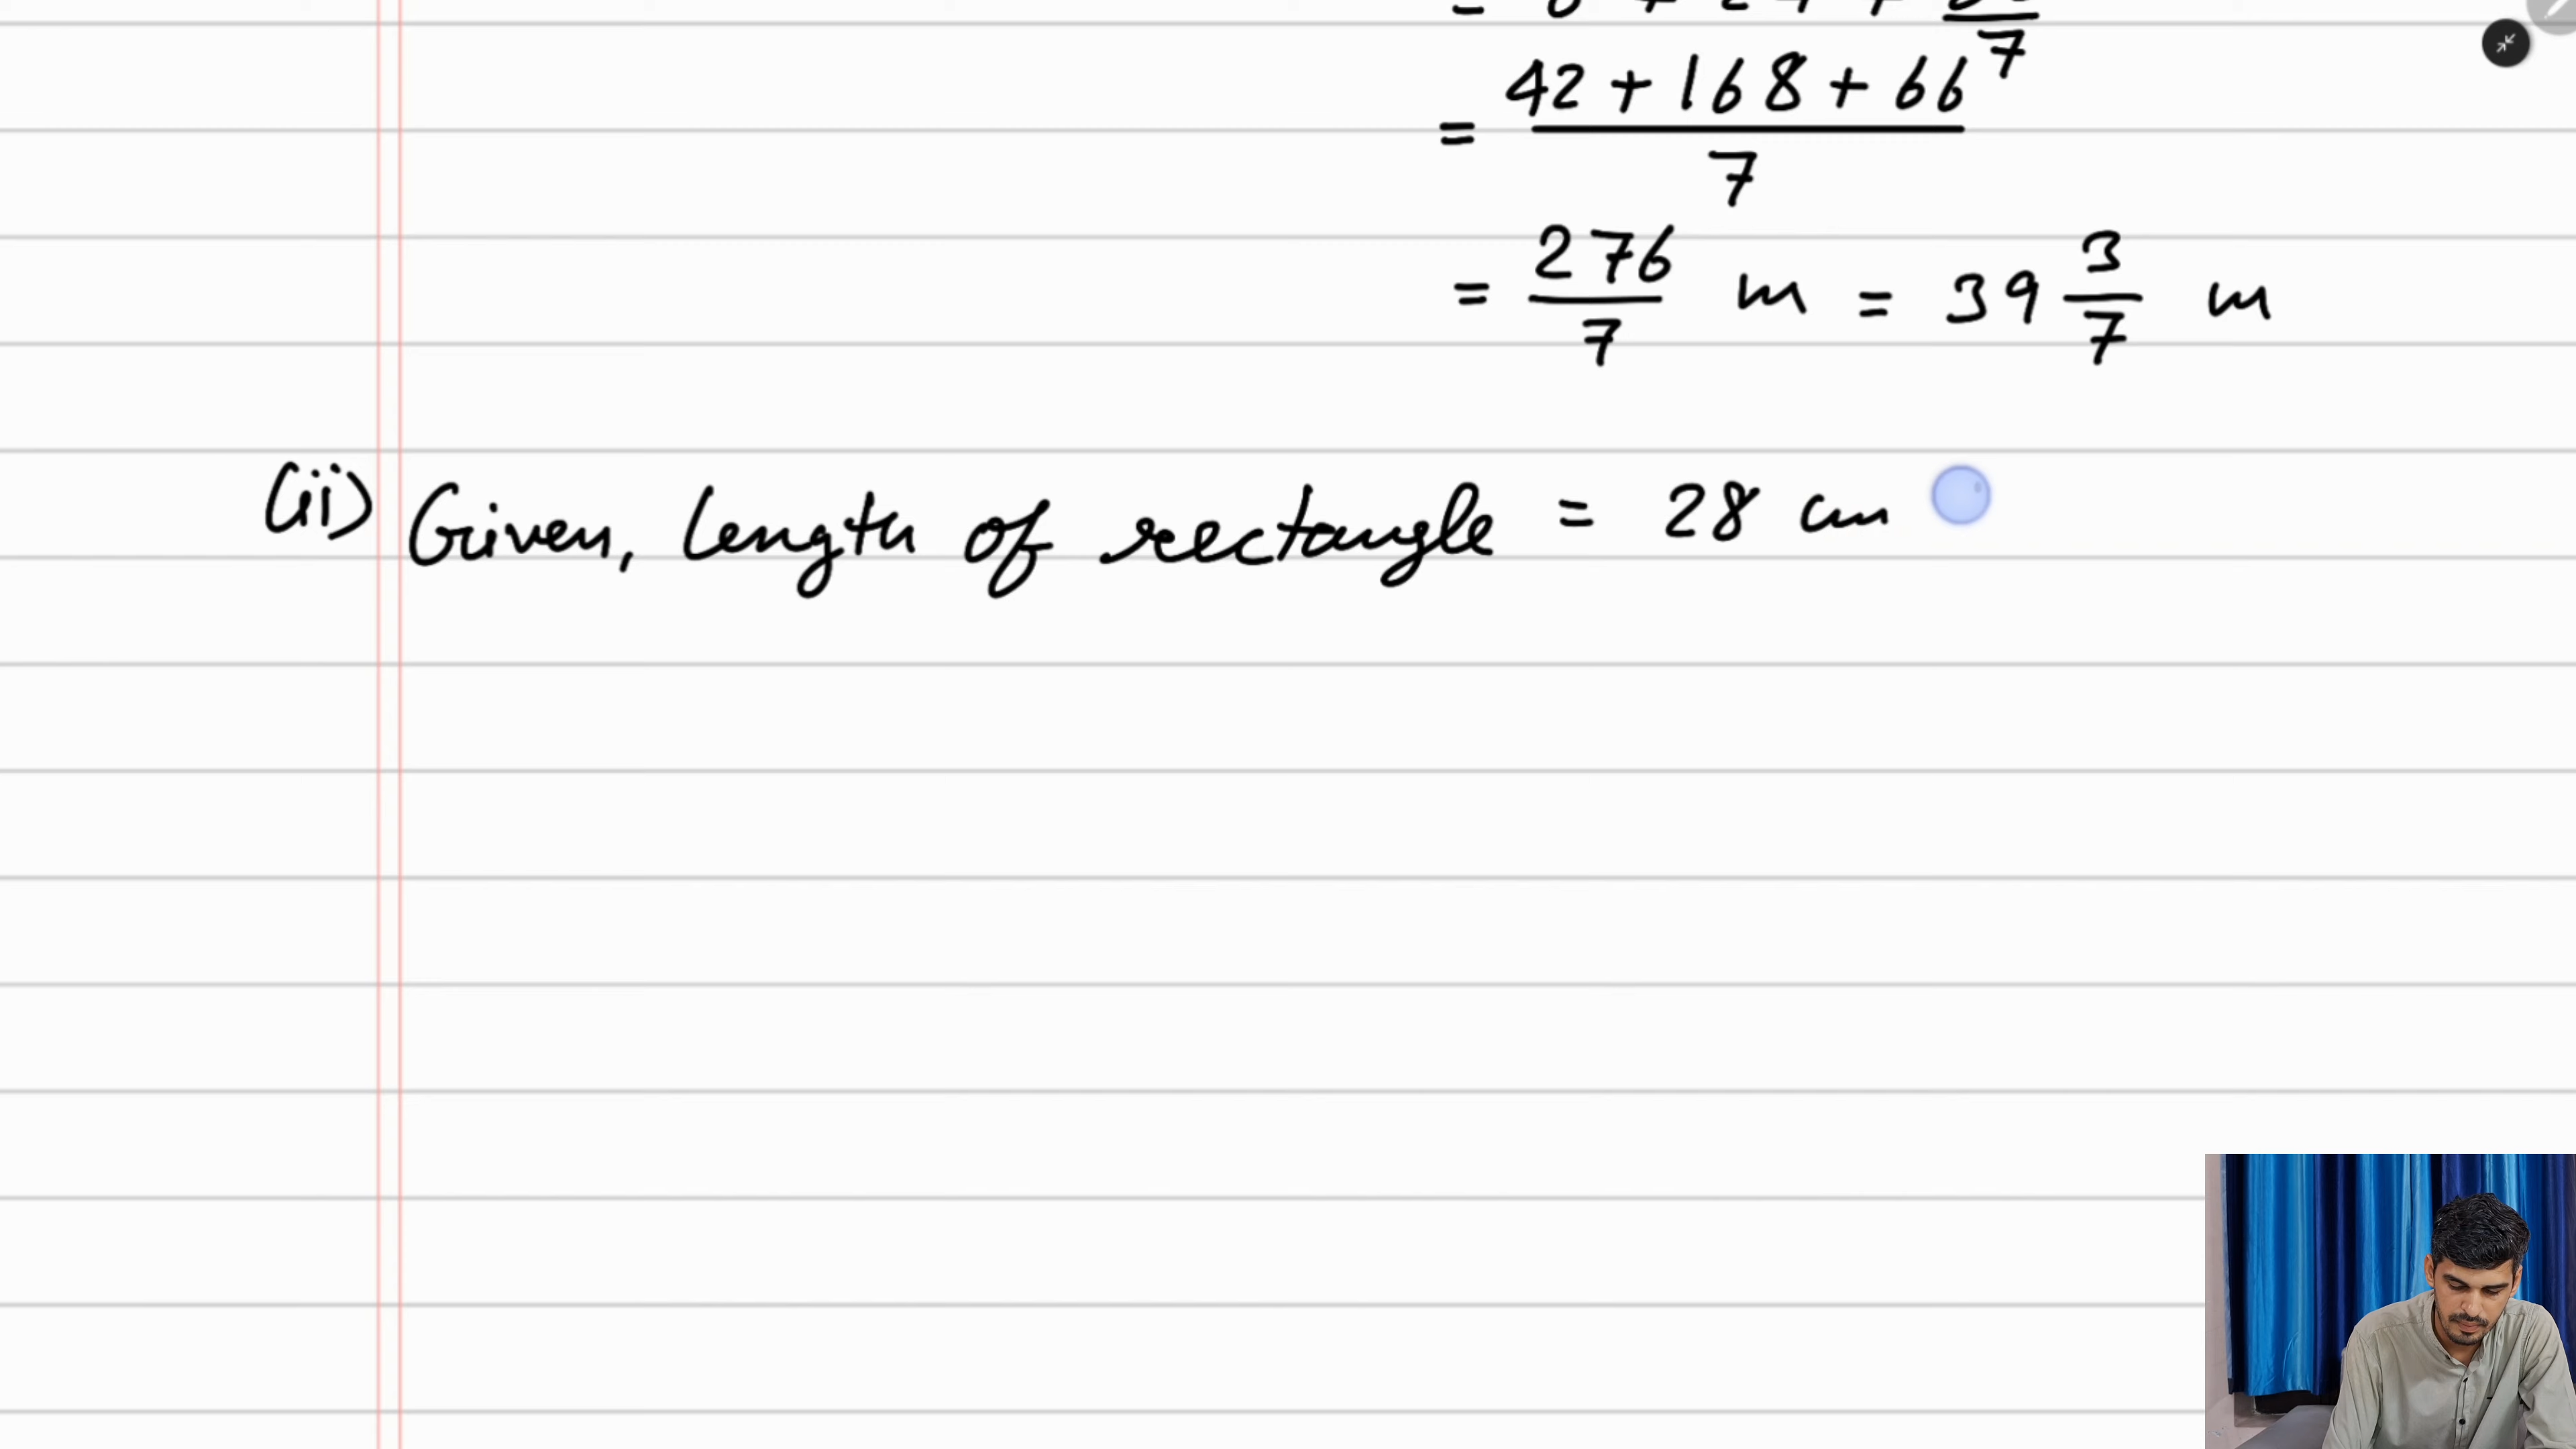 42 + 168 + 66
= ―――
7
= 276/7 m = 39 3/7 m
(ii) Given, length of rectangle = 28 cm